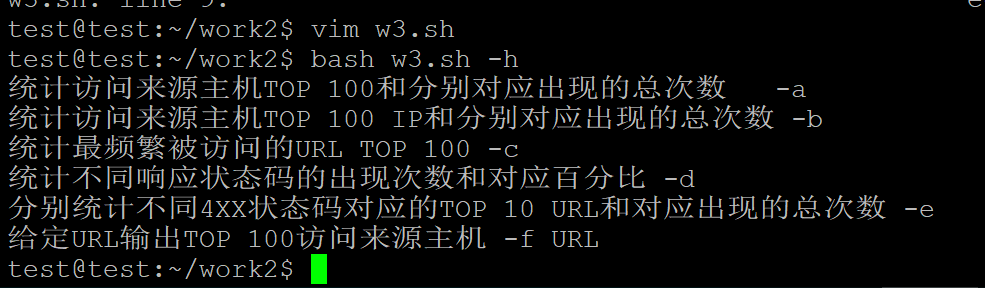 w3.sh: line 9:
test@test:~/work2$ vim w3.sh
test@test:~/work2$ bash w3.sh -h
统计访问来源主机TOP 100和分别对应出现的总次数   -a
统计访问来源主机TOP 100 IP和分别对应出现的总次数 -b
统计最频繁被访问的URL TOP 100 -c
统计不同响应状态码的出现次数和对应百分比 -d
分别统计不同4XX状态码对应的TOP 10 URL和对应出现的总次数 -e
给定URL输出TOP 100访问来源主机 -f URL
test@test:~/work2$